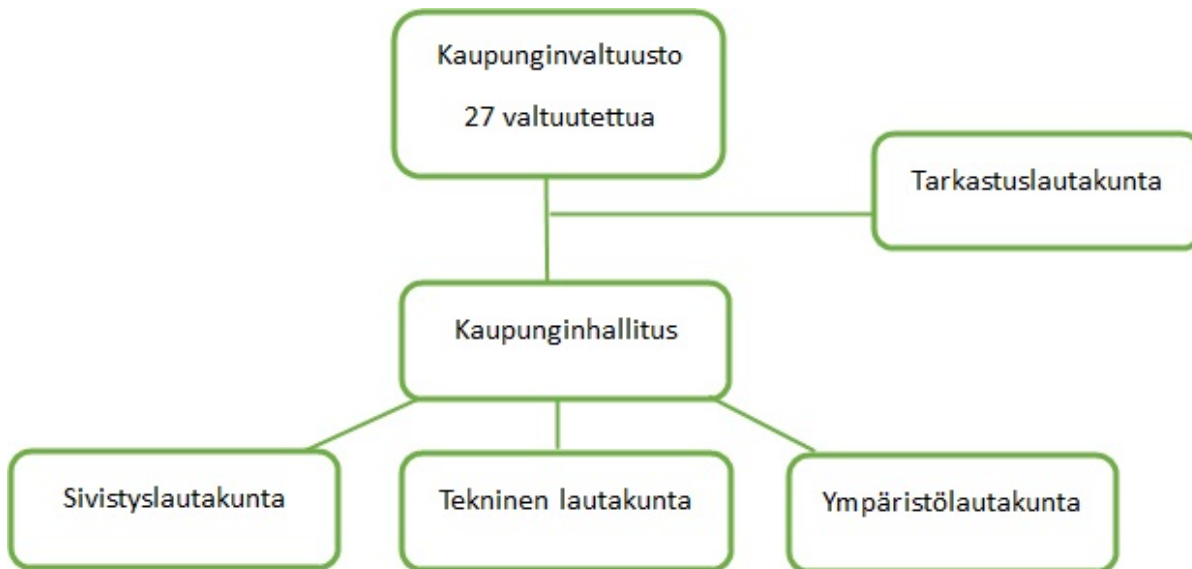 Kaupunginvaltuusto
27 valtuutettua
Tarkastuslautakunta
Kaupunginhallitus
Sivistyslautakunta
Tekninen lautakunta
Ympäristölautakunta